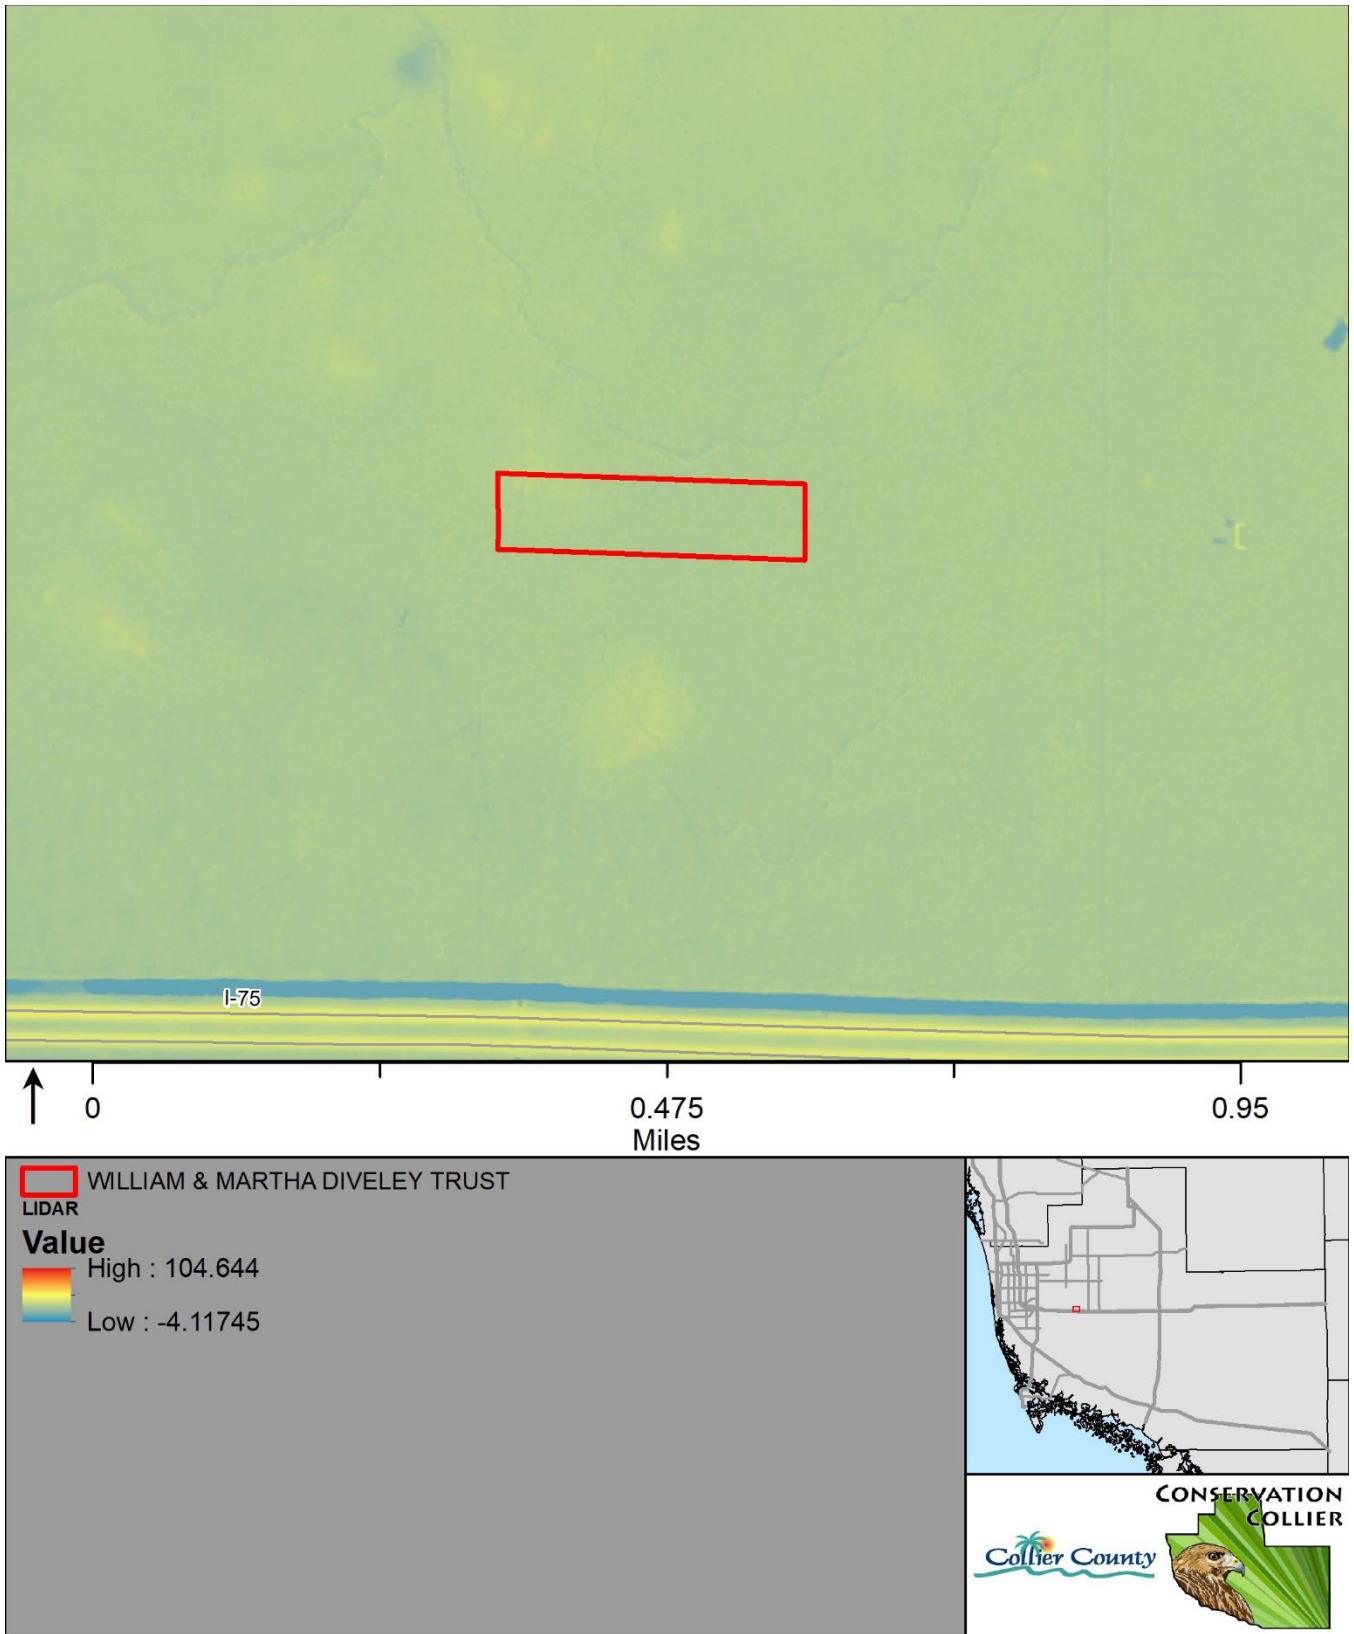 I-75
0 0.475 0.95
Miles
WILLIAM & MARTHA DIVELEY TRUST
LIDAR
Value
High : 104.644
Low : -4.11745
CONSERVATION
COLLIER
Collier County